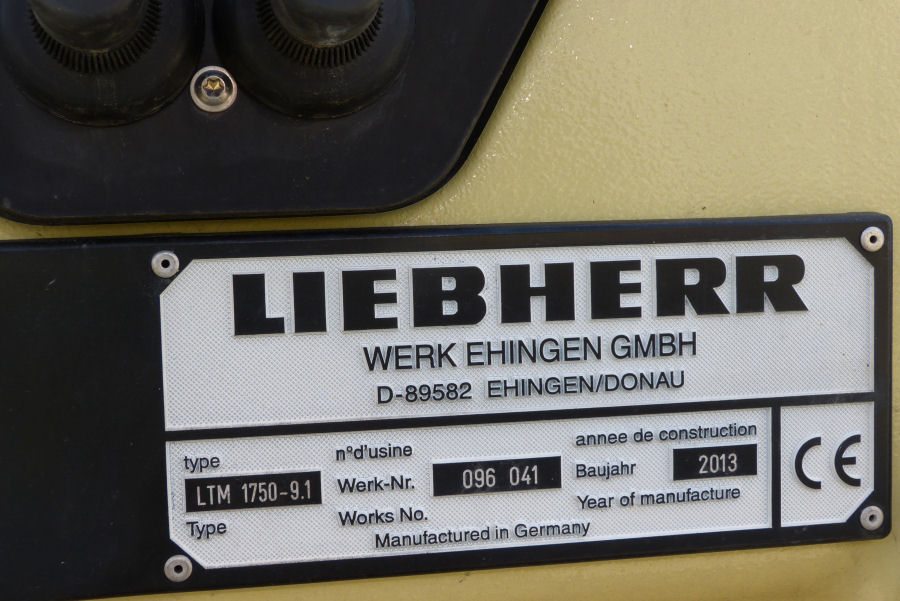 LIEBHERR
WERK EHINGEN GMBH
D-89582 EHINGEN/DONAU
type
LTM 1750-9.1
Type
n°d'usine
Werk-Nr. 096 041
Works No.
annee de construction
Baujahr 2013
Year of manufacture
Manufactured in Germany
CE